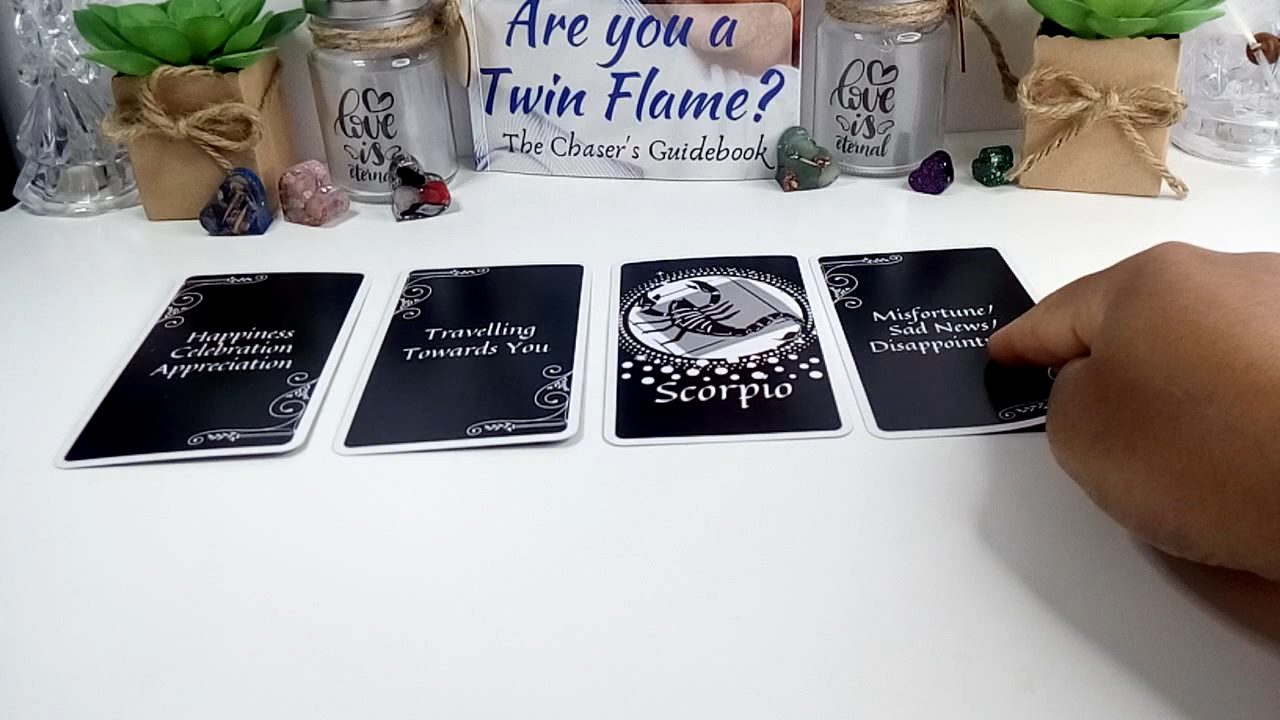 Are you a
Twin Flame?
The Chaser's Guidebook
love
is
eternal
love
is
eternal
Happiness
Celebration
Appreciation
Travelling
Towards You
Scorpio
Misfortune/
Sad News/